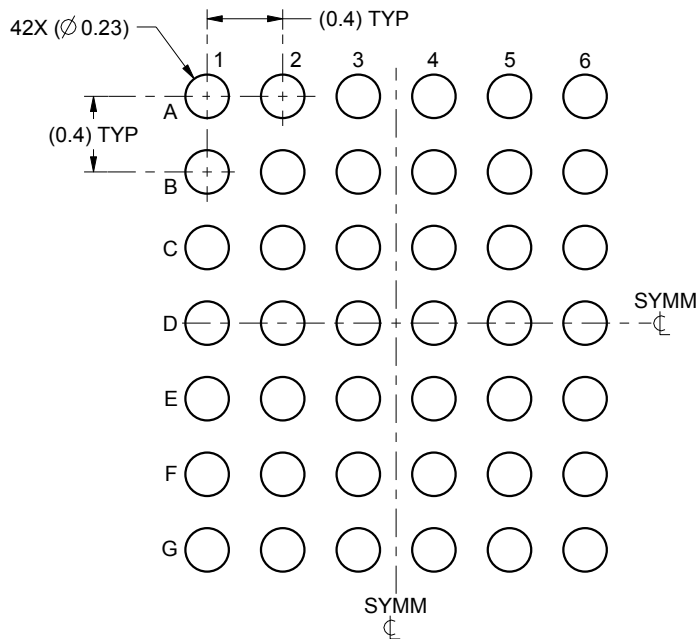 (0.4) TYP
42X (∅ 0.23)
1 2 3 4 5 6
A
(0.4) TYP
B
C
SYMM
D
℄
E
F
G
SYMM
℄